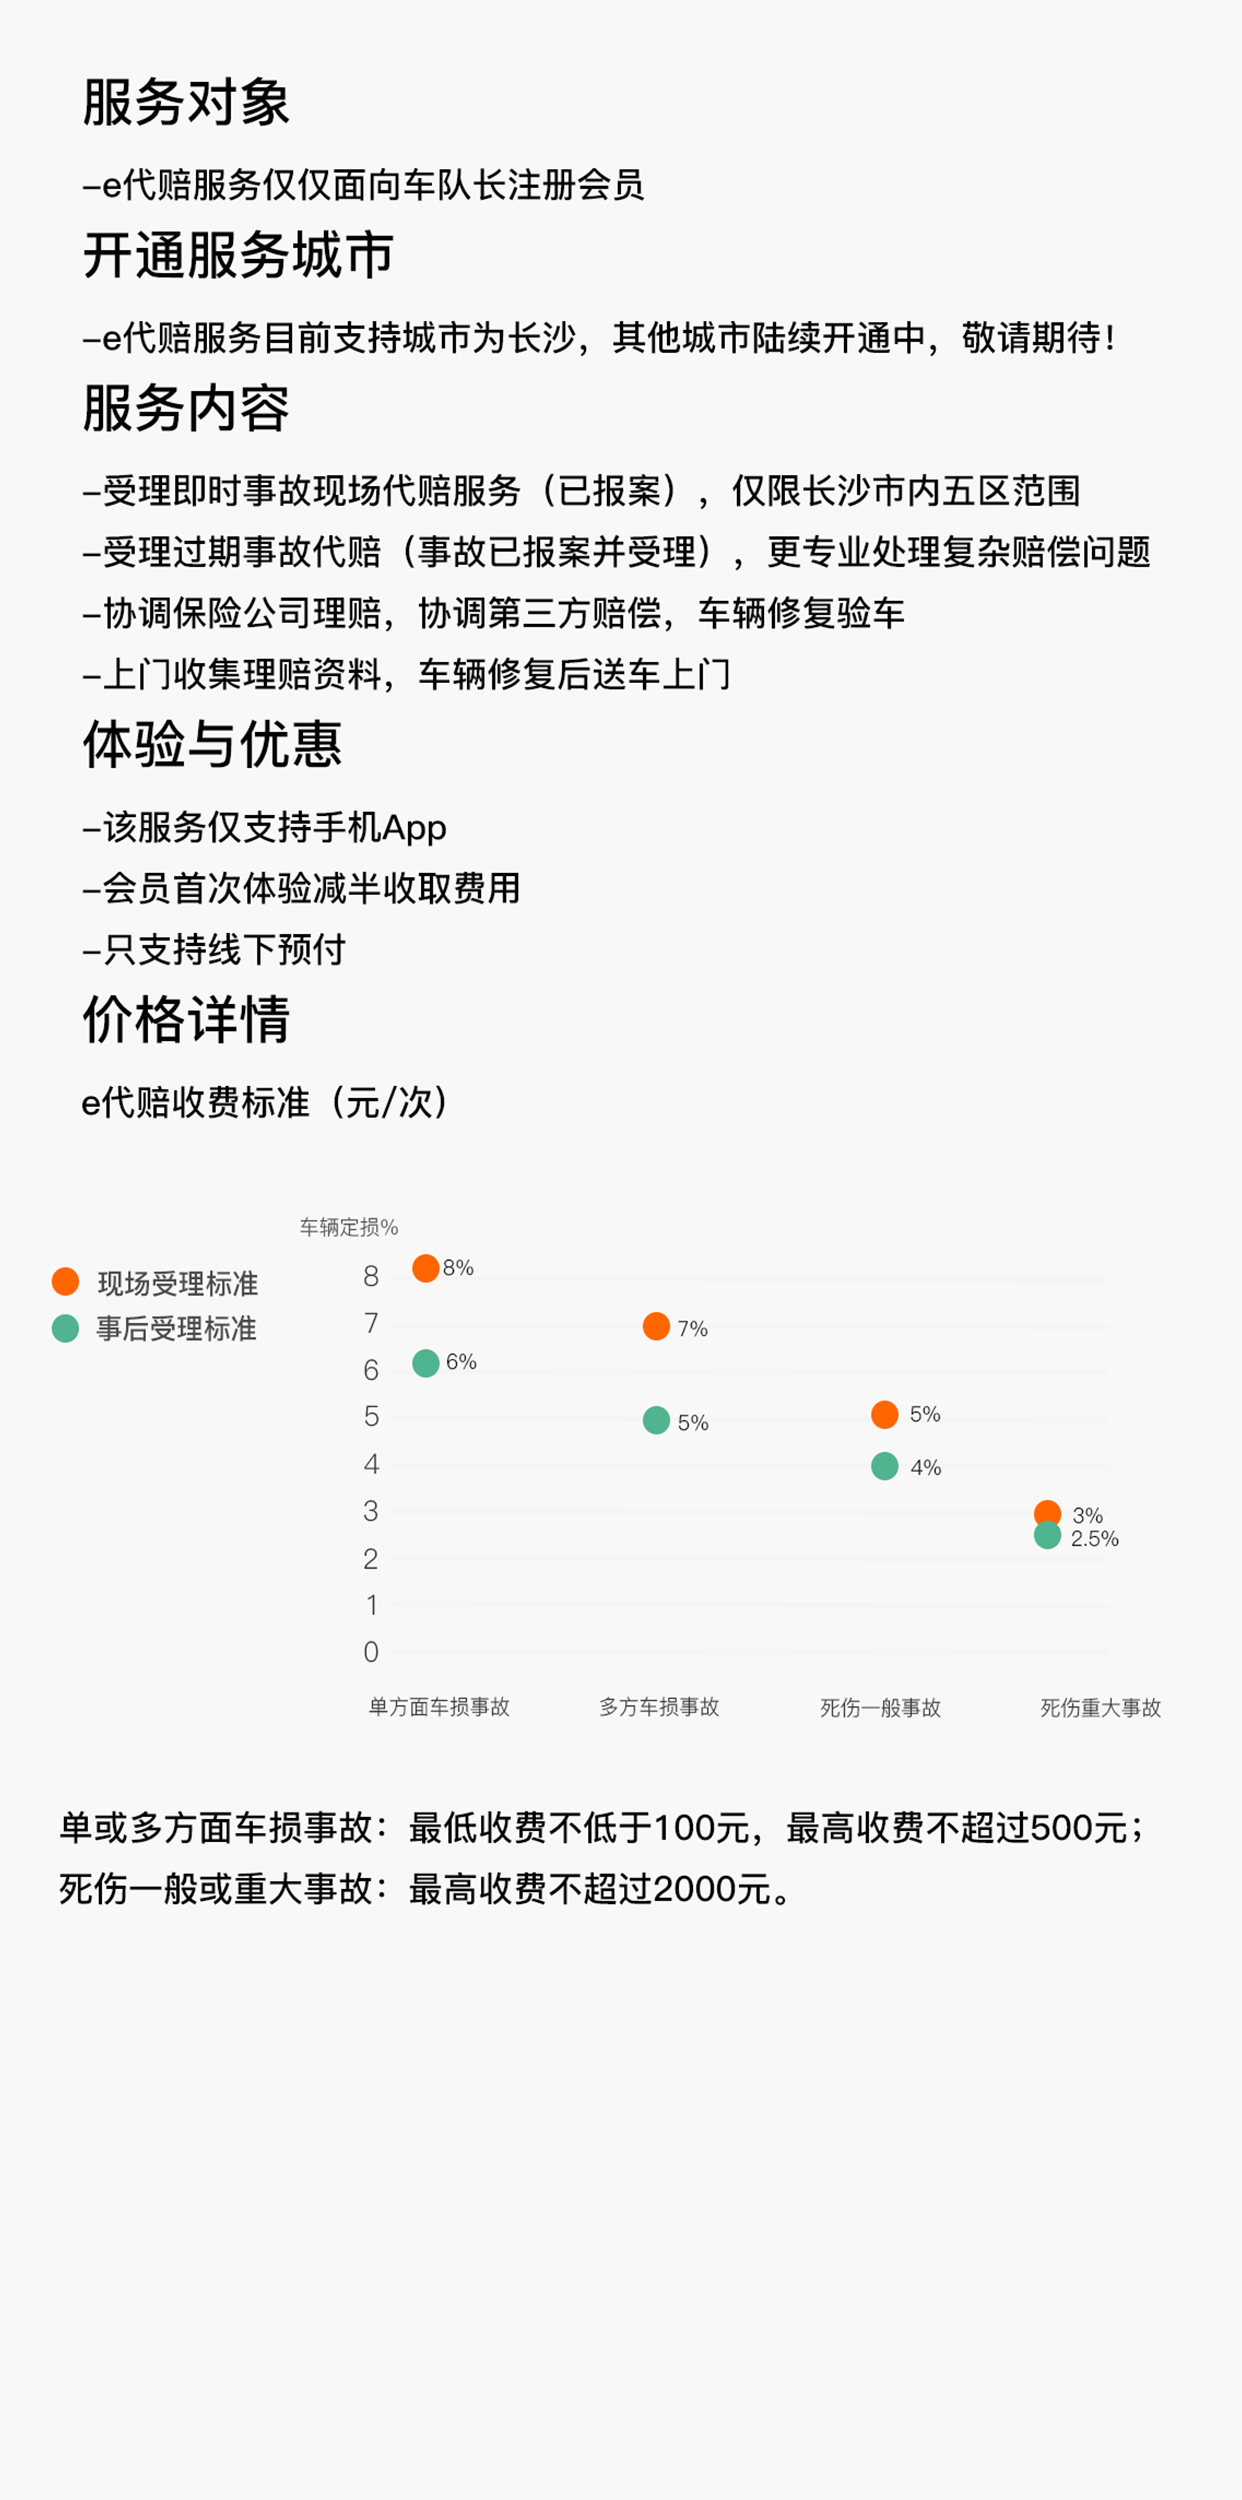 服务对象
–e代赔服务仅仅面向车队长注册会员
开通服务城市
–e代赔服务目前支持城市为长沙，其他城市陆续开通中，敬请期待！
服务内容
–受理即时事故现场代赔服务（已报案），仅限长沙市内五区范围
–受理过期事故代赔（事故已报案并受理），更专业处理复杂赔偿问题
–协调保险公司理赔，协调第三方赔偿，车辆修复验车
–上门收集理赔资料，车辆修复后送车上门
体验与优惠
–该服务仅支持手机App
–会员首次体验减半收取费用
–只支持线下预付
价格详情
e代赔收费标准（元/次）
车辆定损%
现场受理标准
事后受理标准
8
7
6
5
4
3
2
1
0
8%
6%
7%
5%
5%
4%
3%
2.5%
单方面车损事故
多方车损事故
死伤一般事故
死伤重大事故
单或多方面车损事故：最低收费不低于100元，最高收费不超过500元；
死伤一般或重大事故：最高收费不超过2000元。